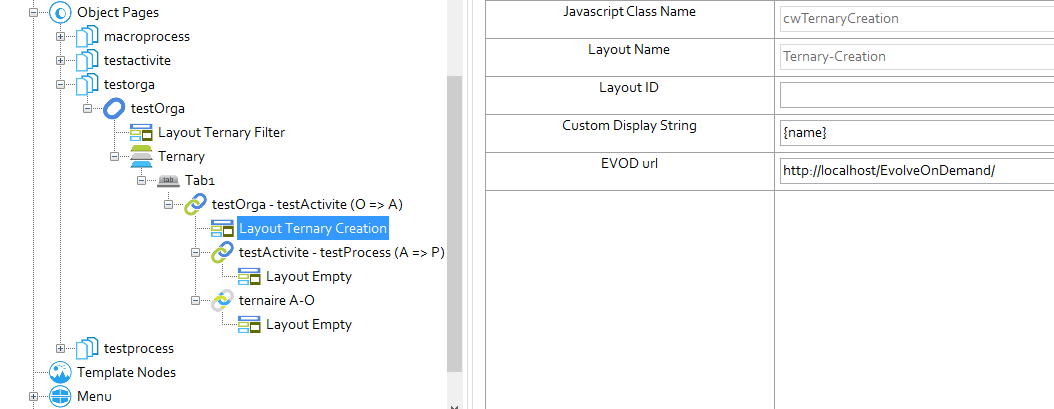 Object Pages
macroprocess
testactivite
testorga
testOrga
Layout Ternary Filter
Ternary
tab Tab1
testOrga - testActivite (O => A)
Layout Ternary Creation
testActivite - testProcess (A => P)
Layout Empty
ternaire A-O
Layout Empty
testprocess
Template Nodes
Menu
Javascript Class Name cwTernaryCreation
Layout Name Ternary-Creation
Layout ID
Custom Display String {name}
EVOD url http://localhost/EvolveOnDemand/